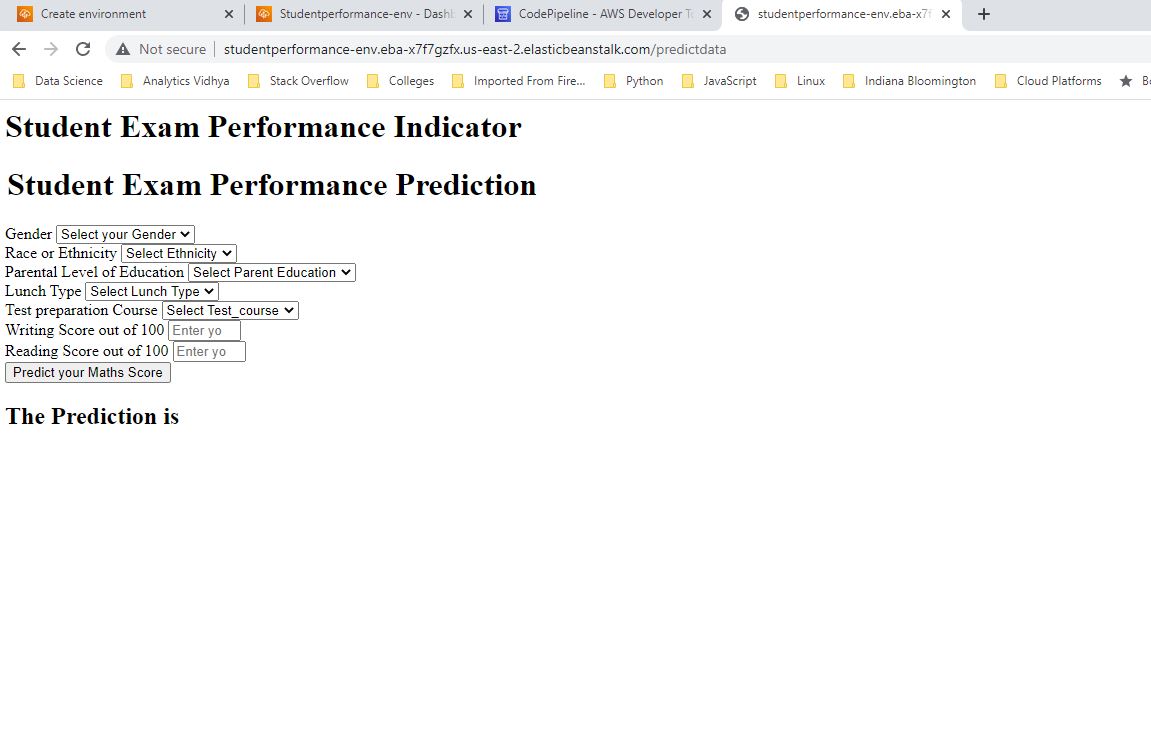 Create environment
Studentperformance-env - Dashb
CodePipeline - AWS Developer To
studentperformance-env.eba-x7f
Not secure | studentperformance-env.eba-x7f7gzfx.us-east-2.elasticbeanstalk.com/predictdata
Data Science Analytics Vidhya Stack Overflow Colleges Imported From Fire... Python JavaScript Linux Indiana Bloomington Cloud Platforms
Student Exam Performance Indicator
Student Exam Performance Prediction
Gender Select your Gender
Race or Ethnicity Select Ethnicity
Parental Level of Education Select Parent Education
Lunch Type Select Lunch Type
Test preparation Course Select Test_course
Writing Score out of 100 Enter yo
Reading Score out of 100 Enter yo
Predict your Maths Score
The Prediction is